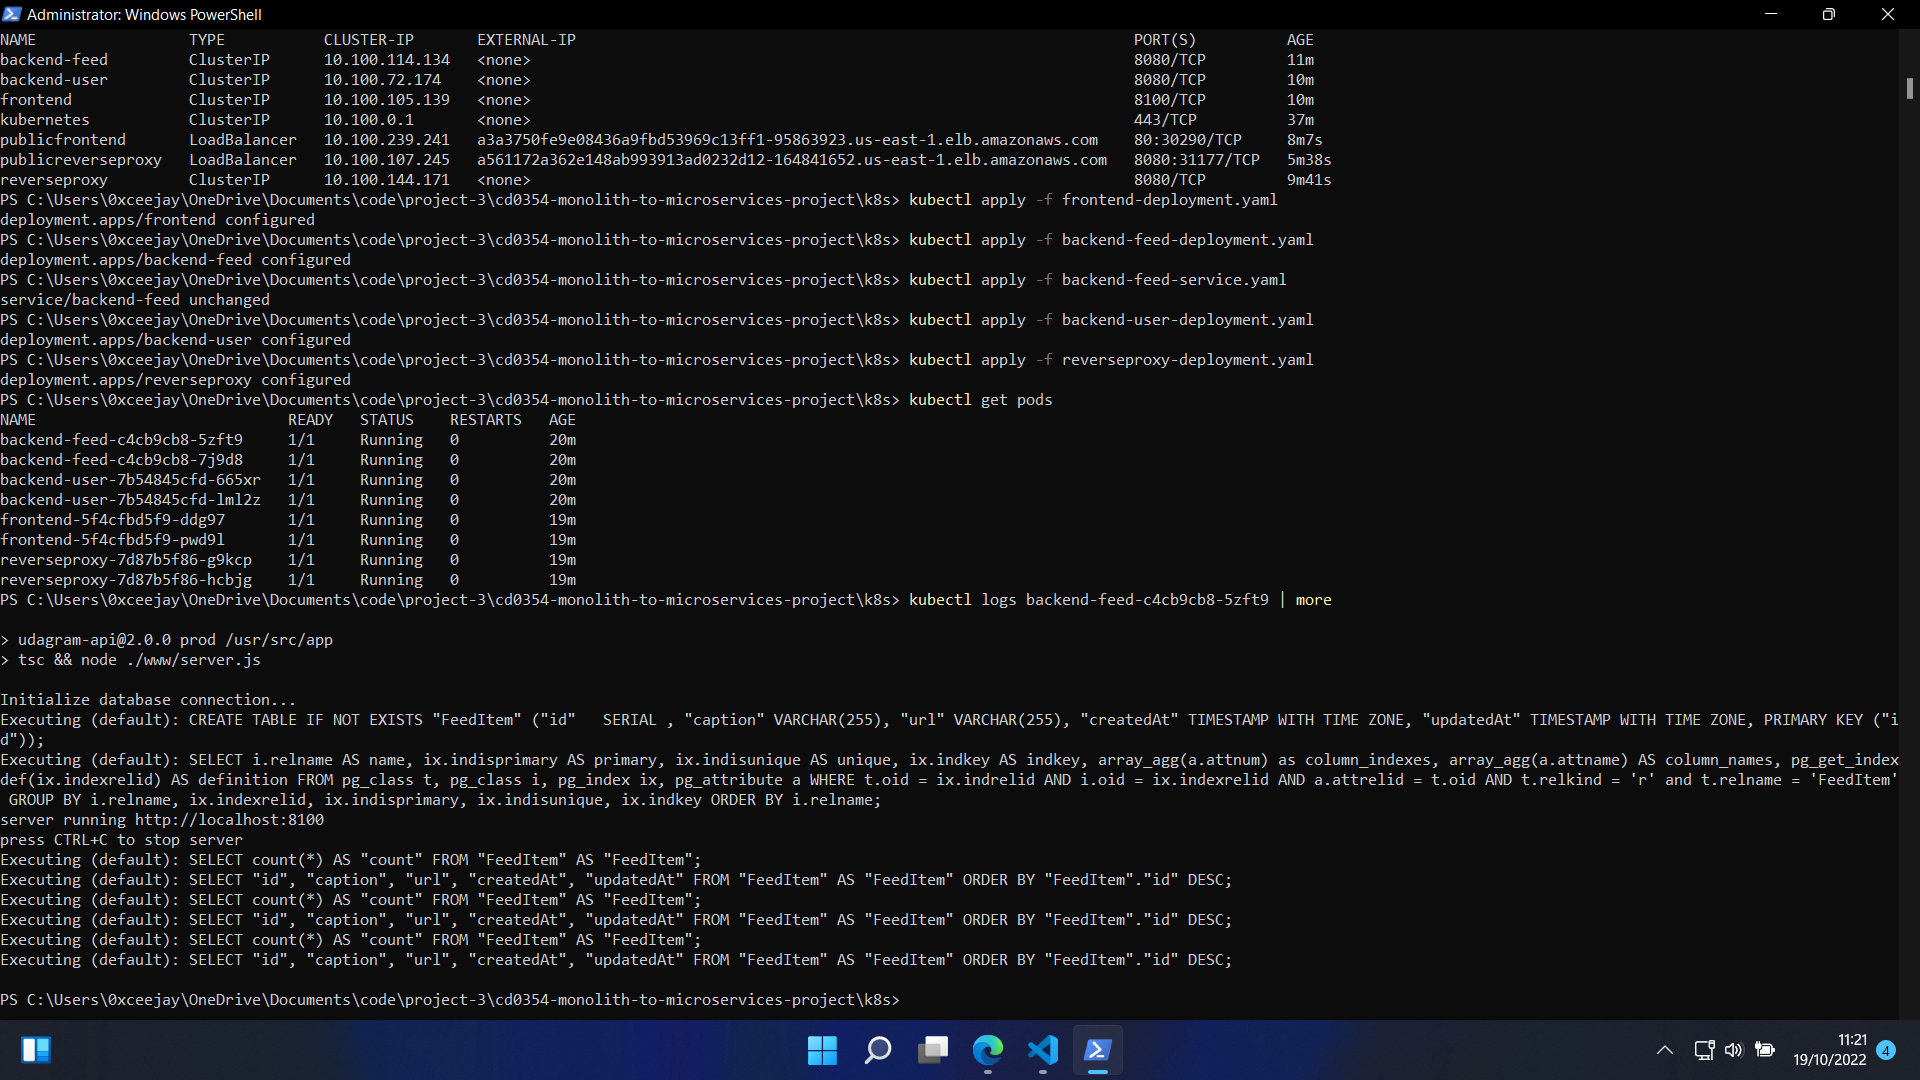 Administrator: Windows PowerShell
NAME TYPE CLUSTER-IP EXTERNAL-IP PORT(S) AGE
backend-feed ClusterIP 10.100.114.134 <none> 8080/TCP 11m
backend-user ClusterIP 10.100.72.174 <none> 8080/TCP 10m
frontend ClusterIP 10.100.105.139 <none> 8100/TCP 10m
kubernetes ClusterIP 10.100.0.1 <none> 443/TCP 37m
publicfrontend LoadBalancer 10.100.239.241 a3a3750fe9e08436a9fbd53969c13ff1-95863923.us-east-1.elb.amazonaws.com 80:30290/TCP 8m7s
publicreverseproxy LoadBalancer 10.100.107.245 a561172a362e148ab993913ad0232d12-164841652.us-east-1.elb.amazonaws.com 8080:31177/TCP 5m38s
reverseproxy ClusterIP 10.100.144.171 <none> 8080/TCP 9m41s
PS C:\Users\0xceejay\OneDrive\Documents\code\project-3\cd0354-monolith-to-microservices-project\k8s> kubectl apply -f frontend-deployment.yaml
deployment.apps/frontend configured
PS C:\Users\0xceejay\OneDrive\Documents\code\project-3\cd0354-monolith-to-microservices-project\k8s> kubectl apply -f backend-feed-deployment.yaml
deployment.apps/backend-feed configured
PS C:\Users\0xceejay\OneDrive\Documents\code\project-3\cd0354-monolith-to-microservices-project\k8s> kubectl apply -f backend-feed-service.yaml
service/backend-feed unchanged
PS C:\Users\0xceejay\OneDrive\Documents\code\project-3\cd0354-monolith-to-microservices-project\k8s> kubectl apply -f backend-user-deployment.yaml
deployment.apps/backend-user configured
PS C:\Users\0xceejay\OneDrive\Documents\code\project-3\cd0354-monolith-to-microservices-project\k8s> kubectl apply -f reverseproxy-deployment.yaml
deployment.apps/reverseproxy configured
PS C:\Users\0xceejay\OneDrive\Documents\code\project-3\cd0354-monolith-to-microservices-project\k8s> kubectl get pods
NAME READY STATUS RESTARTS AGE
backend-feed-c4cb9cb8-5zft9 1/1 Running 0 20m
backend-feed-c4cb9cb8-7j9d8 1/1 Running 0 20m
backend-user-7b54845cfd-665xr 1/1 Running 0 20m
backend-user-7b54845cfd-lml2z 1/1 Running 0 20m
frontend-5f4cfbd5f9-ddg97 1/1 Running 0 19m
frontend-5f4cfbd5f9-pwd9l 1/1 Running 0 19m
reverseproxy-7d87b5f86-g9kcp 1/1 Running 0 19m
reverseproxy-7d87b5f86-hcbjg 1/1 Running 0 19m
PS C:\Users\0xceejay\OneDrive\Documents\code\project-3\cd0354-monolith-to-microservices-project\k8s> kubectl logs backend-feed-c4cb9cb8-5zft9 | more
> udagram-api@2.0.0 prod /usr/src/app
> tsc && node ./www/server.js
Initialize database connection...
Executing (default): CREATE TABLE IF NOT EXISTS "FeedItem" ("id"   SERIAL , "caption" VARCHAR(255), "url" VARCHAR(255), "createdAt" TIMESTAMP WITH TIME ZONE, "updatedAt" TIMESTAMP WITH TIME ZONE, PRIMARY KEY ("i
d"));
Executing (default): SELECT i.relname AS name, ix.indisprimary AS primary, ix.indisunique AS unique, ix.indkey AS indkey, array_agg(a.attnum) as column_indexes, array_agg(a.attname) AS column_names, pg_get_index
def(ix.indexrelid) AS definition FROM pg_class t, pg_class i, pg_index ix, pg_attribute a WHERE t.oid = ix.indrelid AND i.oid = ix.indexrelid AND a.attrelid = t.oid AND t.relkind = 'r' and t.relname = 'FeedItem'
GROUP BY i.relname, ix.indexrelid, ix.indisprimary, ix.indisunique, ix.indkey ORDER BY i.relname;
server running http://localhost:8100
press CTRL+C to stop server
Executing (default): SELECT count(*) AS "count" FROM "FeedItem" AS "FeedItem";
Executing (default): SELECT "id", "caption", "url", "createdAt", "updatedAt" FROM "FeedItem" AS "FeedItem" ORDER BY "FeedItem"."id" DESC;
Executing (default): SELECT count(*) AS "count" FROM "FeedItem" AS "FeedItem";
Executing (default): SELECT "id", "caption", "url", "createdAt", "updatedAt" FROM "FeedItem" AS "FeedItem" ORDER BY "FeedItem"."id" DESC;
Executing (default): SELECT count(*) AS "count" FROM "FeedItem" AS "FeedItem";
Executing (default): SELECT "id", "caption", "url", "createdAt", "updatedAt" FROM "FeedItem" AS "FeedItem" ORDER BY "FeedItem"."id" DESC;
PS C:\Users\0xceejay\OneDrive\Documents\code\project-3\cd0354-monolith-to-microservices-project\k8s>
11:21
19/10/2022
4